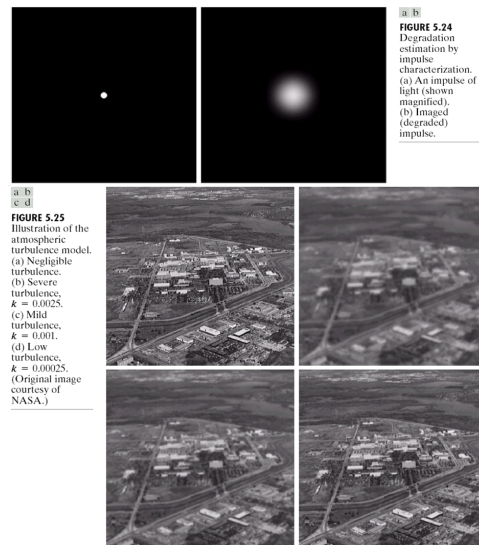 a b
FIGURE 5.24
Degradation
estimation by
impulse
characterization.
(a) An impulse of
light (shown
magnified).
(b) Imaged
(degraded)
impulse.
a b
c d
FIGURE 5.25
Illustration of the
atmospheric
turbulence model.
(a) Negligible
turbulence.
(b) Severe
turbulence,
k = 0.0025.
(c) Mild
turbulence,
k = 0.001.
(d) Low
turbulence,
k = 0.00025.
(Original image
courtesy of
NASA.)